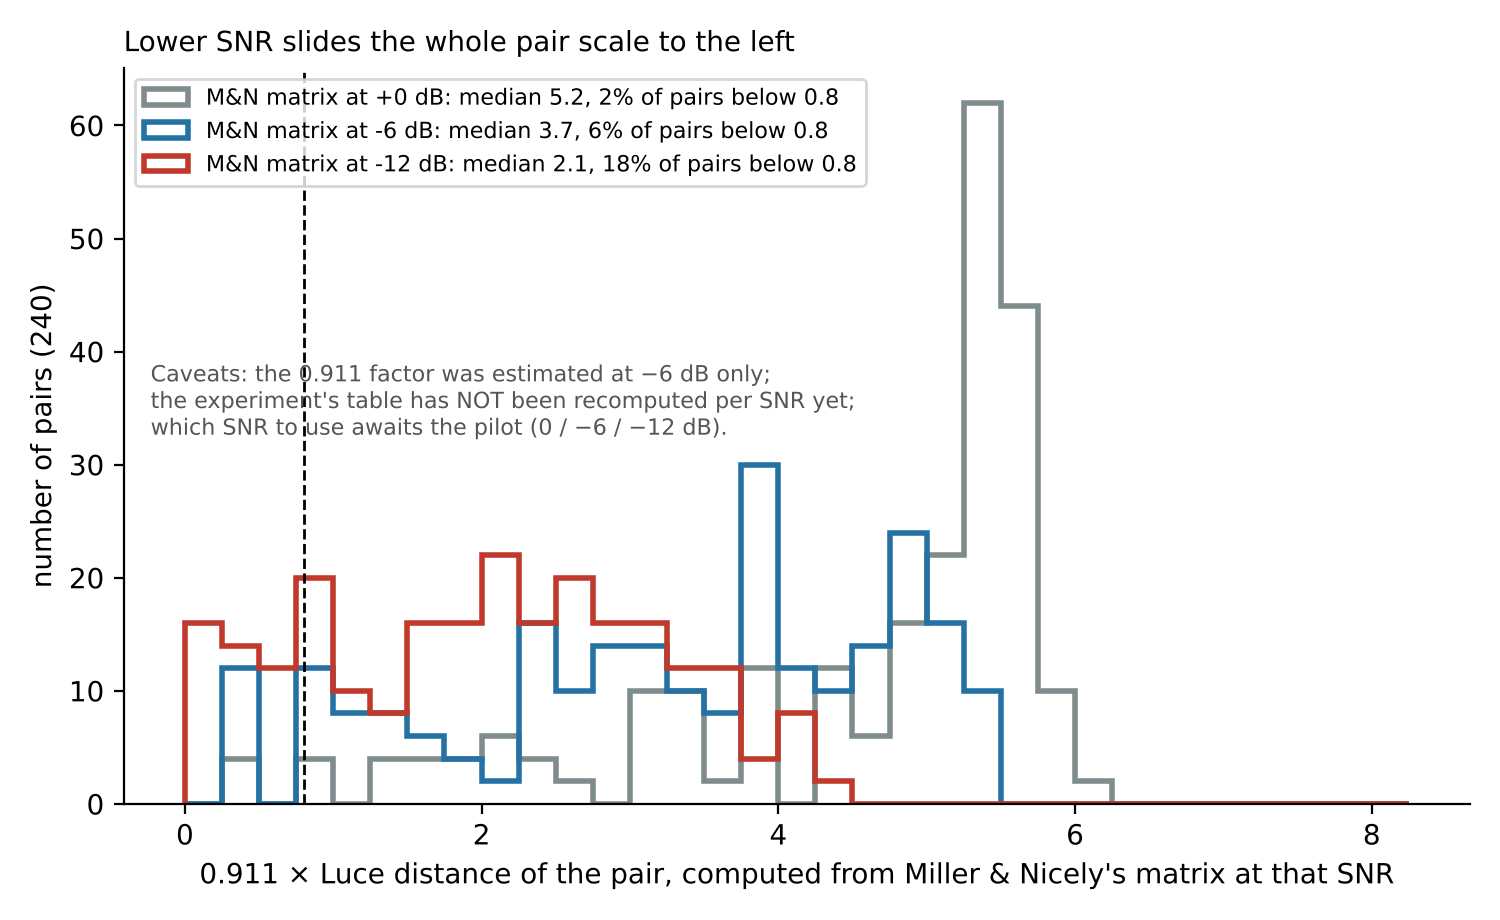 Lower SNR slides the whole pair scale to the left
M&N matrix at +0 dB: median 5.2, 2% of pairs below 0.8
M&N matrix at -6 dB: median 3.7, 6% of pairs below 0.8
M&N matrix at -12 dB: median 2.1, 18% of pairs below 0.8
Caveats: the 0.911 factor was estimated at −6 dB only;
the experiment's table has NOT been recomputed per SNR yet;
which SNR to use awaits the pilot (0 / −6 / −12 dB).
number of pairs (240)
60
50
40
30
20
10
0
0 2 4 6 8
0.911 × Luce distance of the pair, computed from Miller & Nicely's matrix at that SNR